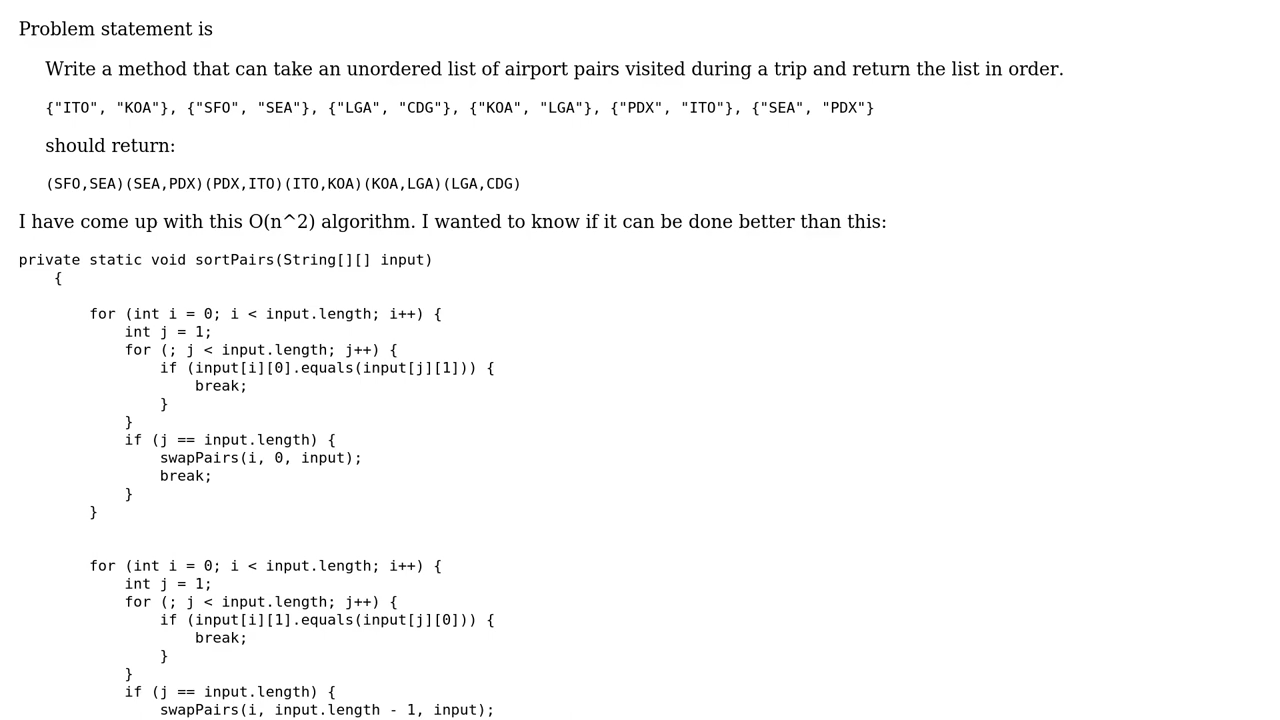 Problem statement is
Write a method that can take an unordered list of airport pairs visited during a trip and return the list in order.
{"ITO", "KOA"}, {"SFO", "SEA"}, {"LGA", "CDG"}, {"KOA", "LGA"}, {"PDX", "ITO"}, {"SEA", "PDX"}
should return:
(SFO,SEA)(SEA,PDX)(PDX,ITO)(ITO,KOA)(KOA,LGA)(LGA,CDG)
I have come up with this O(n^2) algorithm. I wanted to know if it can be done better than this:
private static void sortPairs(String[][] input)
    {

        for (int i = 0; i < input.length; i++) {
            int j = 1;
            for (; j < input.length; j++) {
                if (input[i][0].equals(input[j][1])) {
                    break;
                }
            }
            if (j == input.length) {
                swapPairs(i, 0, input);
                break;
            }
        }


        for (int i = 0; i < input.length; i++) {
            int j = 1;
            for (; j < input.length; j++) {
                if (input[i][1].equals(input[j][0])) {
                    break;
                }
            }
            if (j == input.length) {
                swapPairs(i, input.length - 1, input);